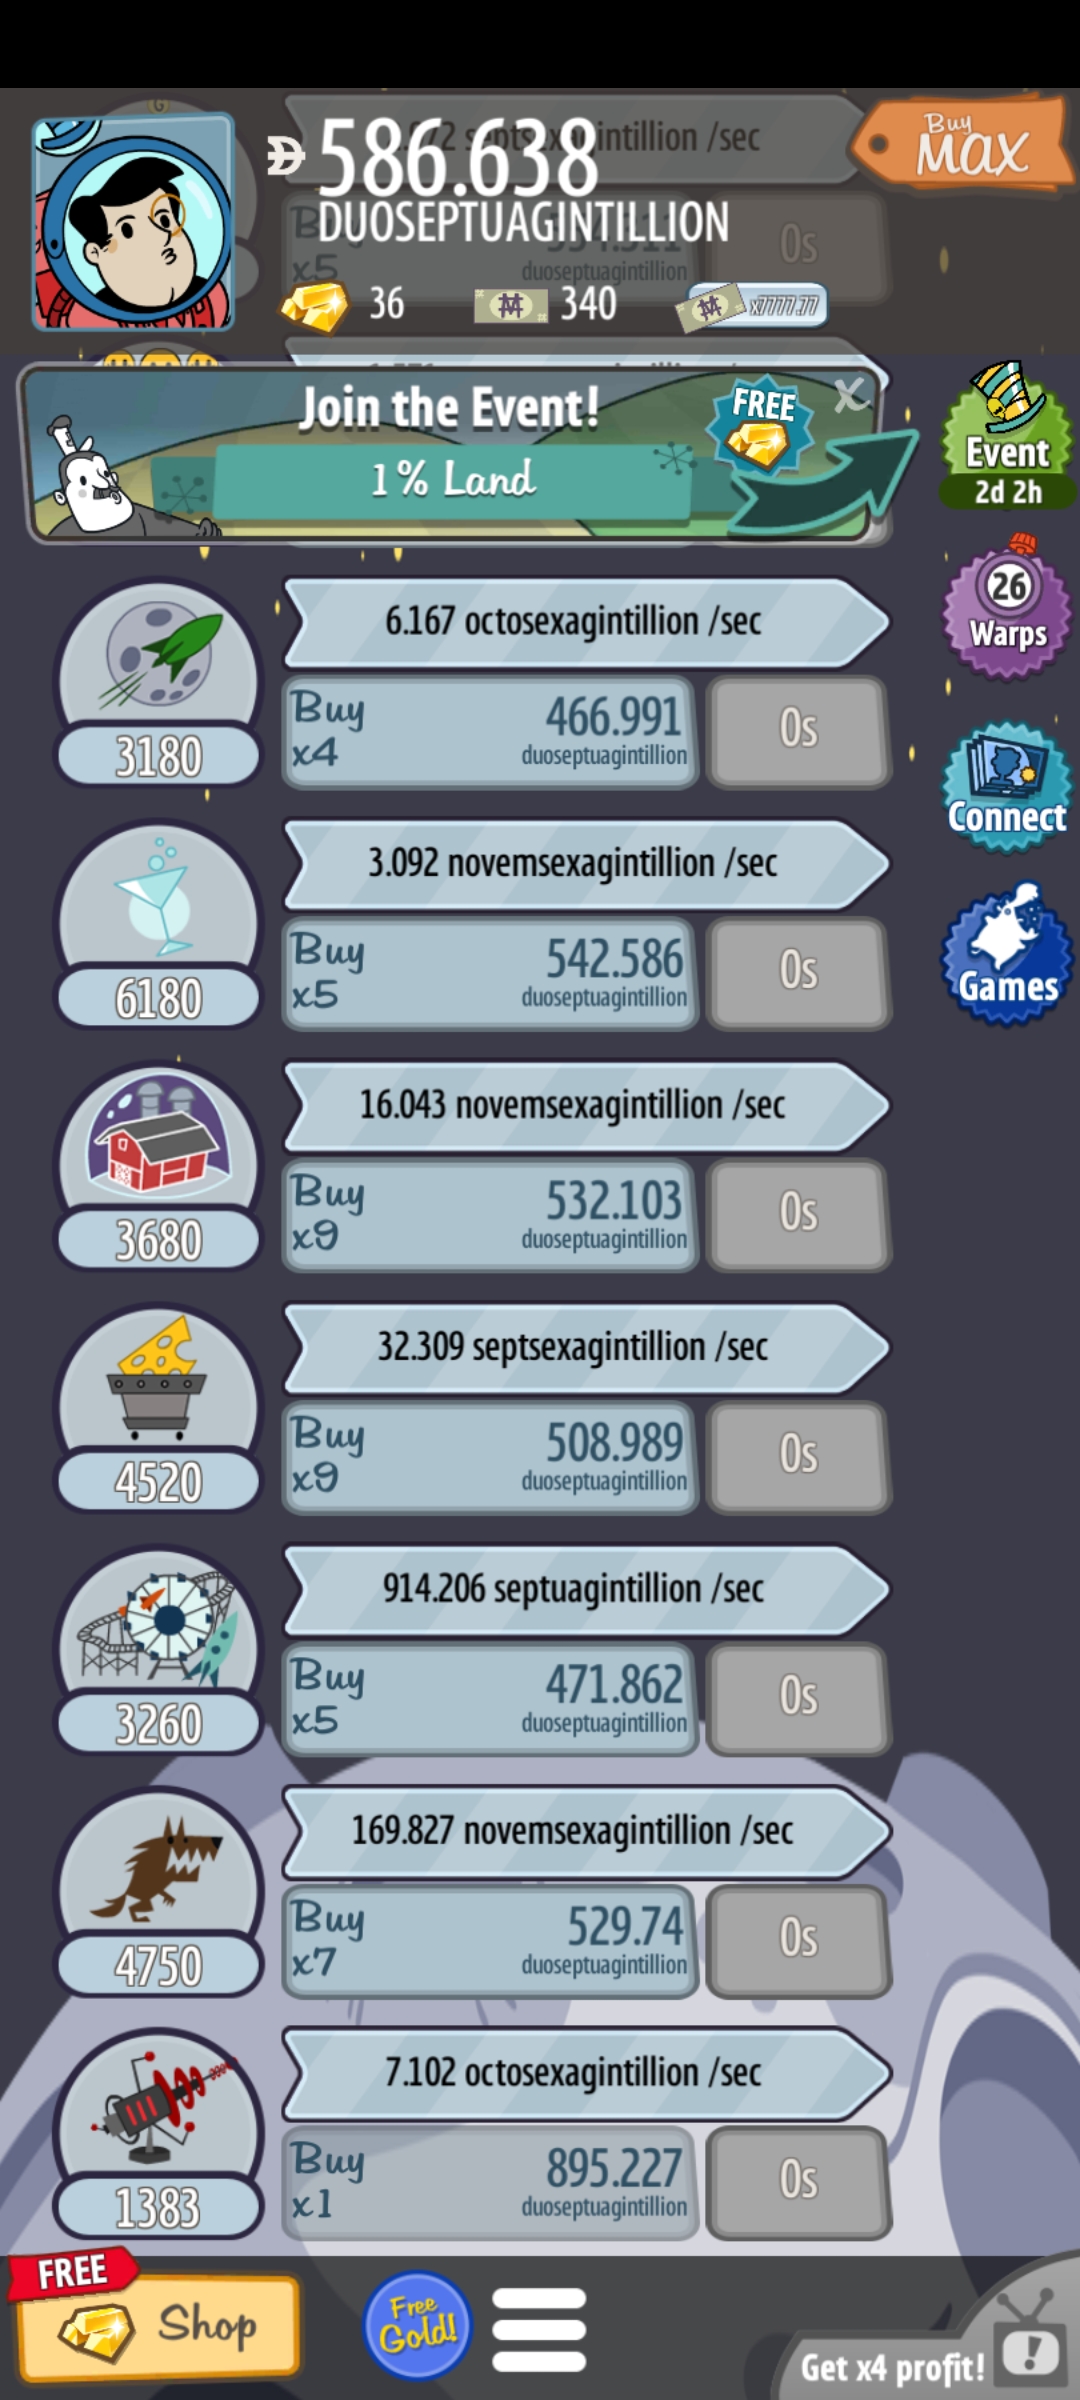 586.638
DUOSEPTUAGINTILLION
Buy
MAX
septsexagintillion /sec
x5
duoseptuagintillion
0s
36
340
x7777.77
Join the Event!
1% Land
FREE
X
Event
2d 2h
26
Warps
Connect
Games
6.167 octosexagintillion /sec
3180
Buy
x4
466.991
duoseptuagintillion
0s
3.092 novemsexagintillion /sec
6180
Buy
x5
542.586
duoseptuagintillion
0s
16.043 novemsexagintillion /sec
3680
Buy
x9
532.103
duoseptuagintillion
0s
32.309 septsexagintillion /sec
4520
Buy
x9
508.989
duoseptuagintillion
0s
914.206 septuagintillion /sec
3260
Buy
x5
471.862
duoseptuagintillion
0s
169.827 novemsexagintillion /sec
4750
Buy
x7
529.74
duoseptuagintillion
0s
7.102 octosexagintillion /sec
1383
Buy
x1
895.227
duoseptuagintillion
0s
FREE
Shop
Free
Gold!
Get x4 profit!